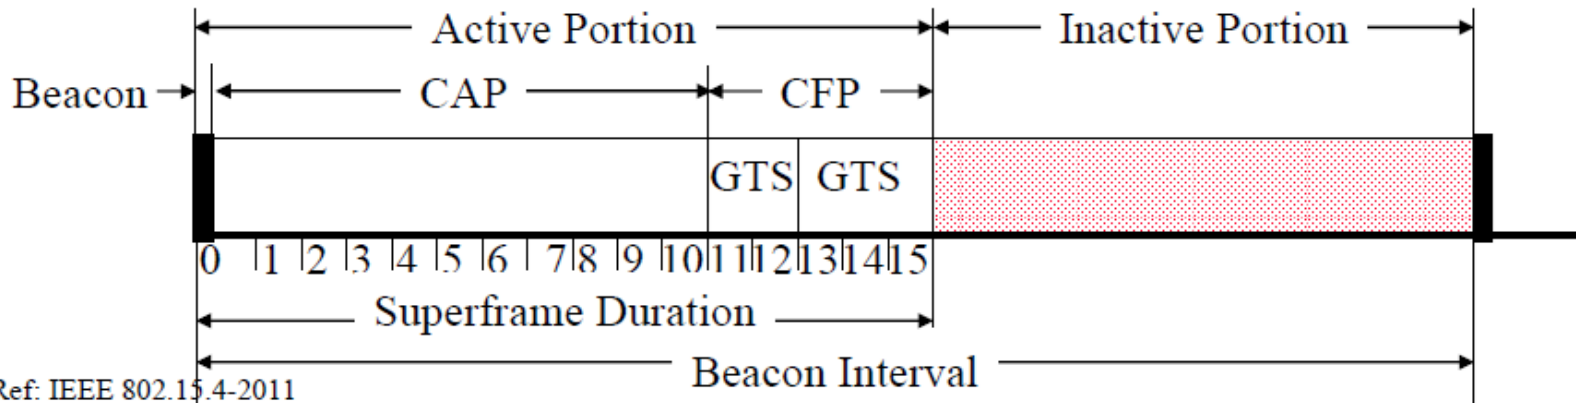 Active Portion Inactive Portion
Beacon CAP CFP
GTS GTS
0 1 2 3 4 5 6 7 8 9 10 11 12 13 14 15
Superframe Duration
Beacon Interval
Ref: IEEE 802.15.4-2011